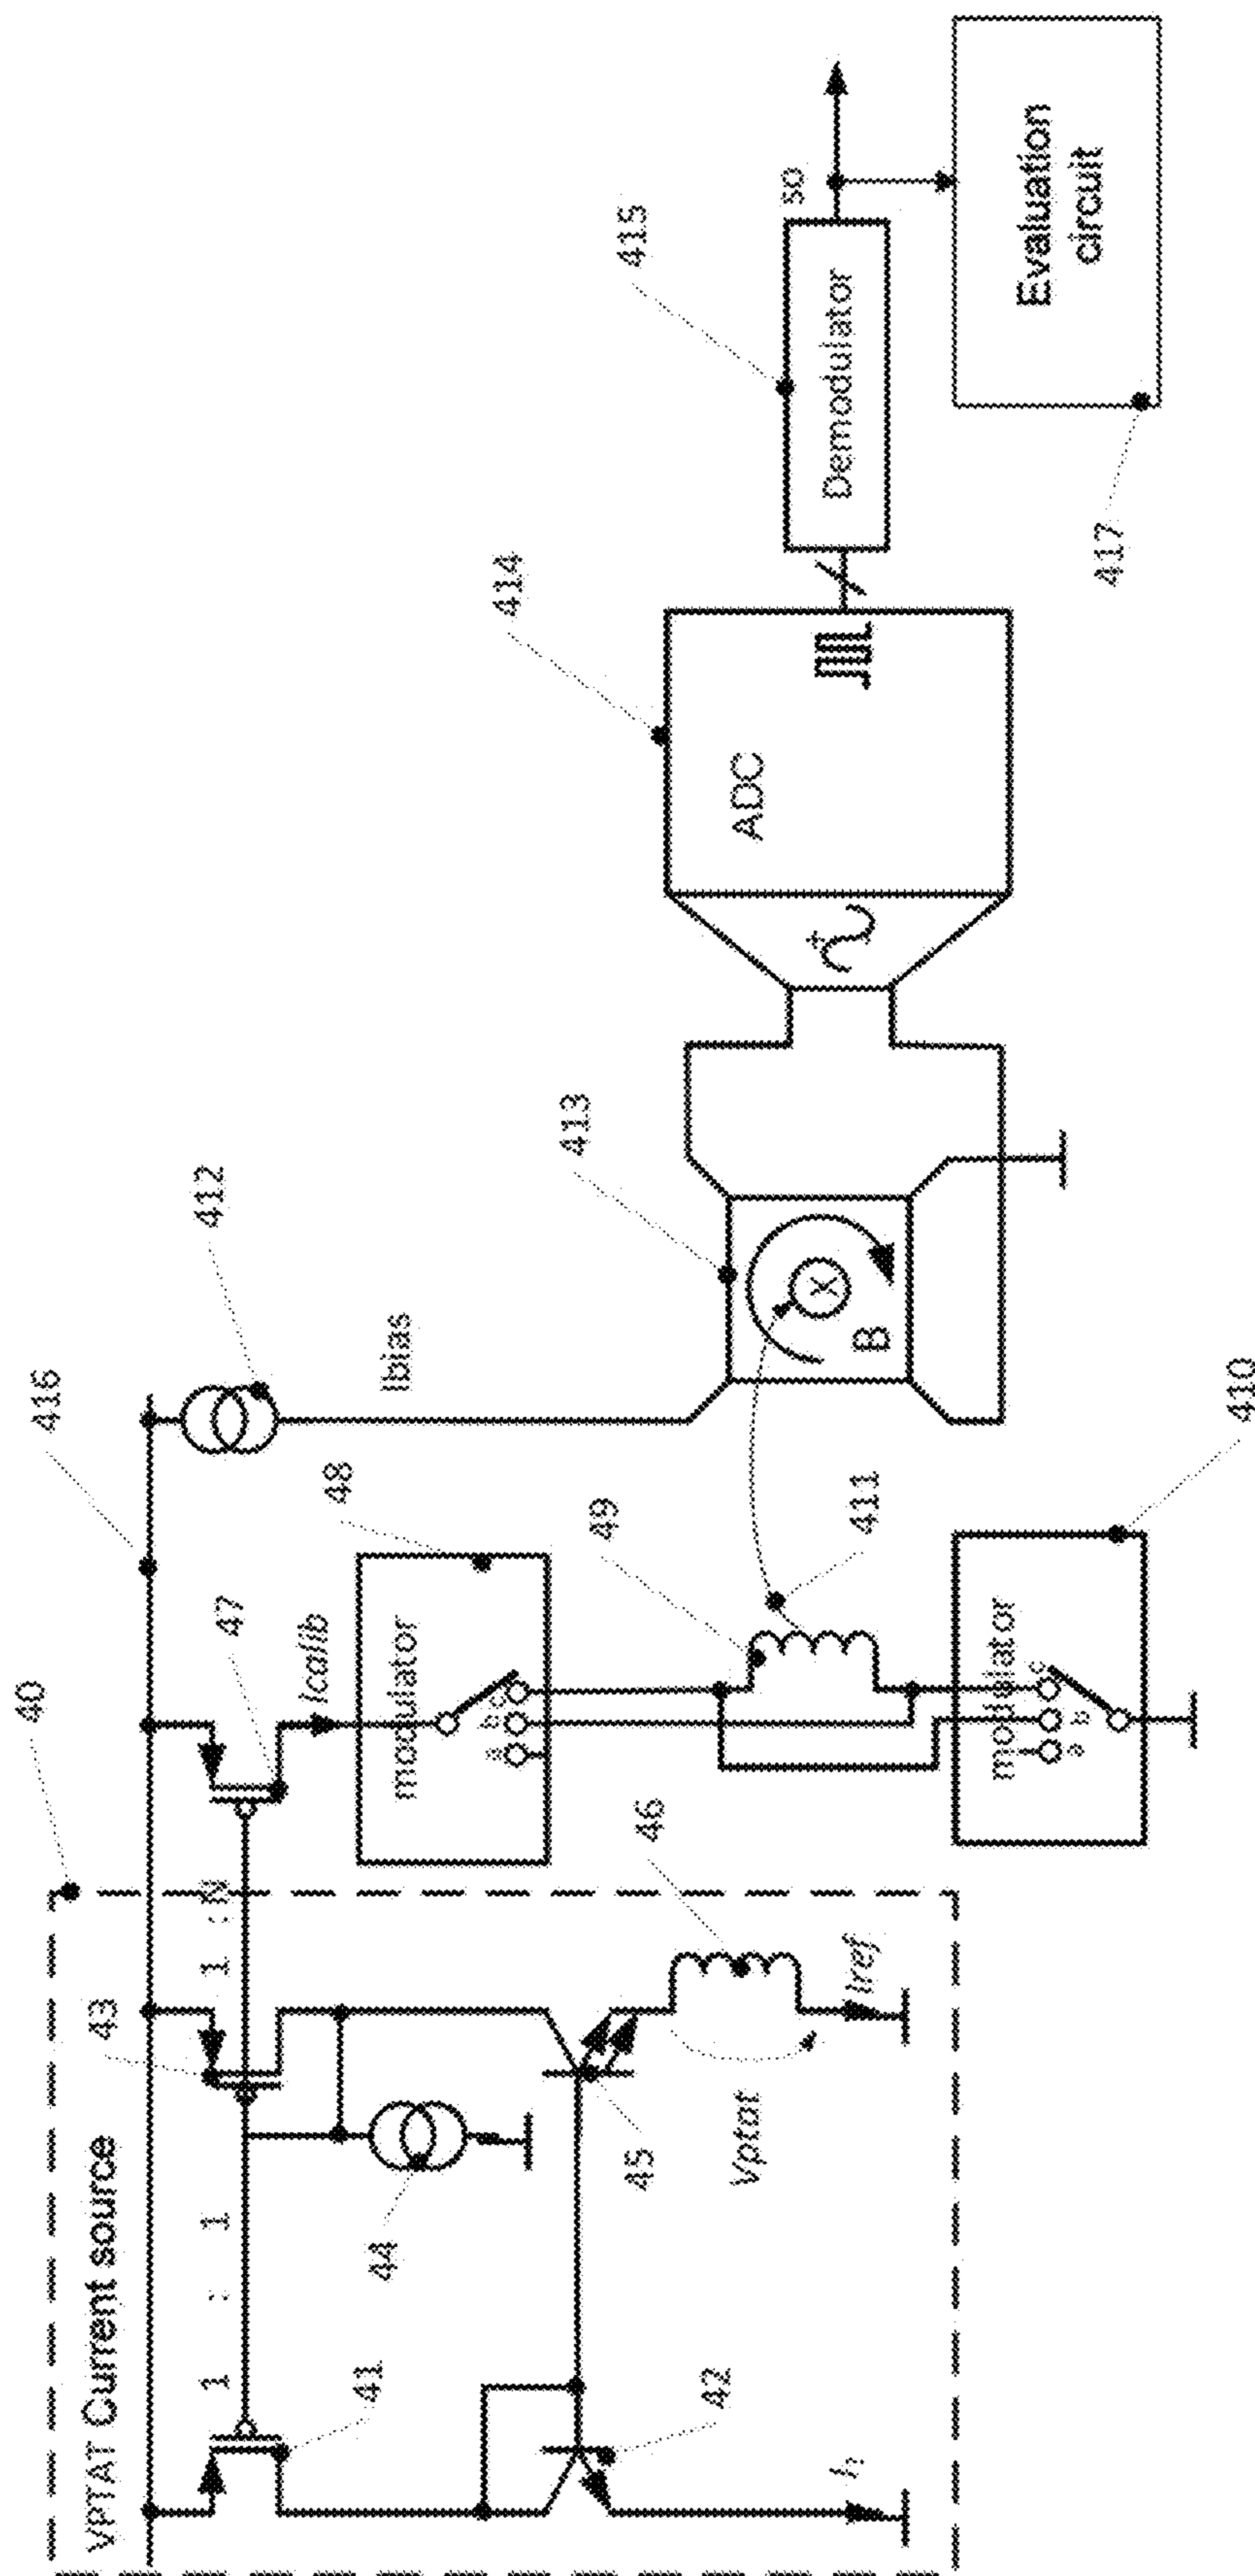 VPTAT Current source
40
416
1 : 1
1 : N
41
43
47
412
Icalib
Ibias
44
42
45
46
Vptat
Iref
I1
modulator
a
b
c
48
49
411
modulator
a
b
c
410
B
X
413
ADC
414
Demodulator
415
so
Evaluation
circuit
417